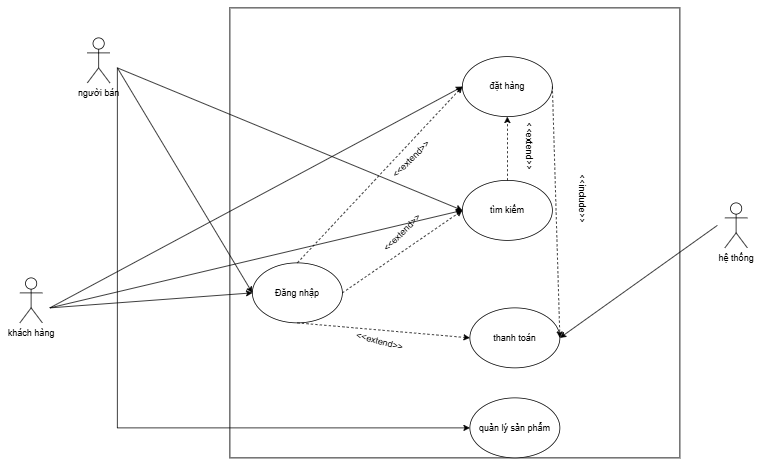 người bán
đặt hàng
<<extend>>
<<extend>>
<<include>>
tìm kiếm
<<extend>>
hệ thống
Đăng nhập
khách hàng
thanh toán
<<extend>>
quản lý sản phẩm